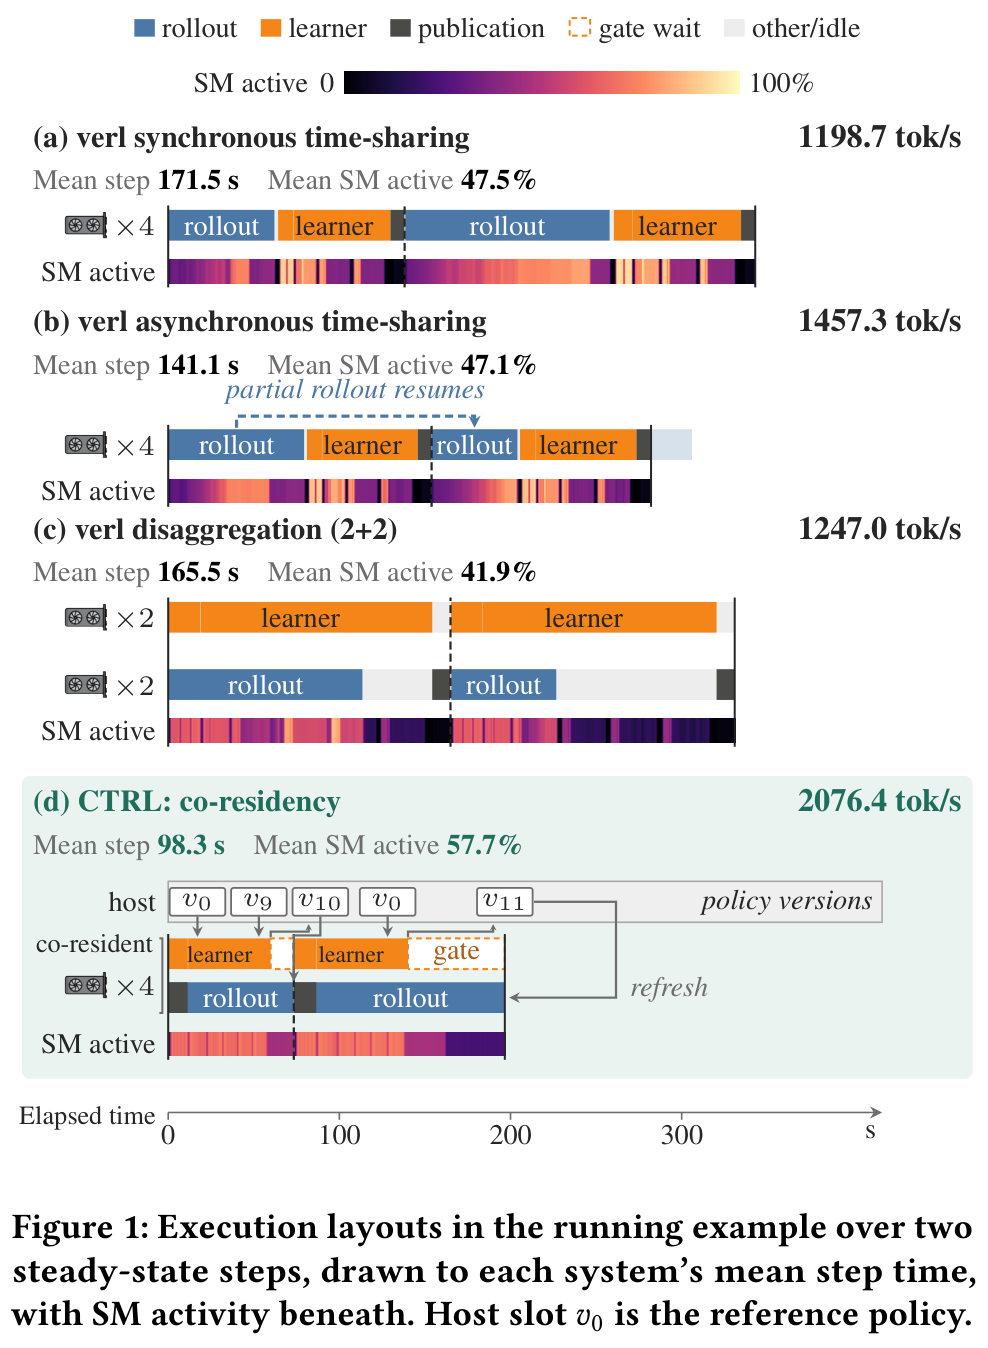 rollout learner publication gate wait other/idle
SM active 0 100%
(a) verl synchronous time-sharing 1198.7 tok/s
Mean step 171.5 s Mean SM active 47.5%
×4 rollout learner rollout learner
SM active
(b) verl asynchronous time-sharing 1457.3 tok/s
Mean step 141.1 s Mean SM active 47.1%
partial rollout resumes
×4 rollout learner rollout learner
SM active
(c) verl disaggregation (2+2) 1247.0 tok/s
Mean step 165.5 s Mean SM active 41.9%
×2 learner learner
×2 rollout rollout
SM active
(d) CTRL: co-residency 2076.4 tok/s
Mean step 98.3 s Mean SM active 57.7%
host v₀ v₉ v₁₀ v₀ v₁₁ policy versions
co-resident learner learner gate
×4 rollout rollout refresh
SM active
Elapsed time 0 100 200 300 s
Figure 1: Execution layouts in the running example over two
steady-state steps, drawn to each system’s mean step time,
with SM activity beneath. Host slot v₀ is the reference policy.